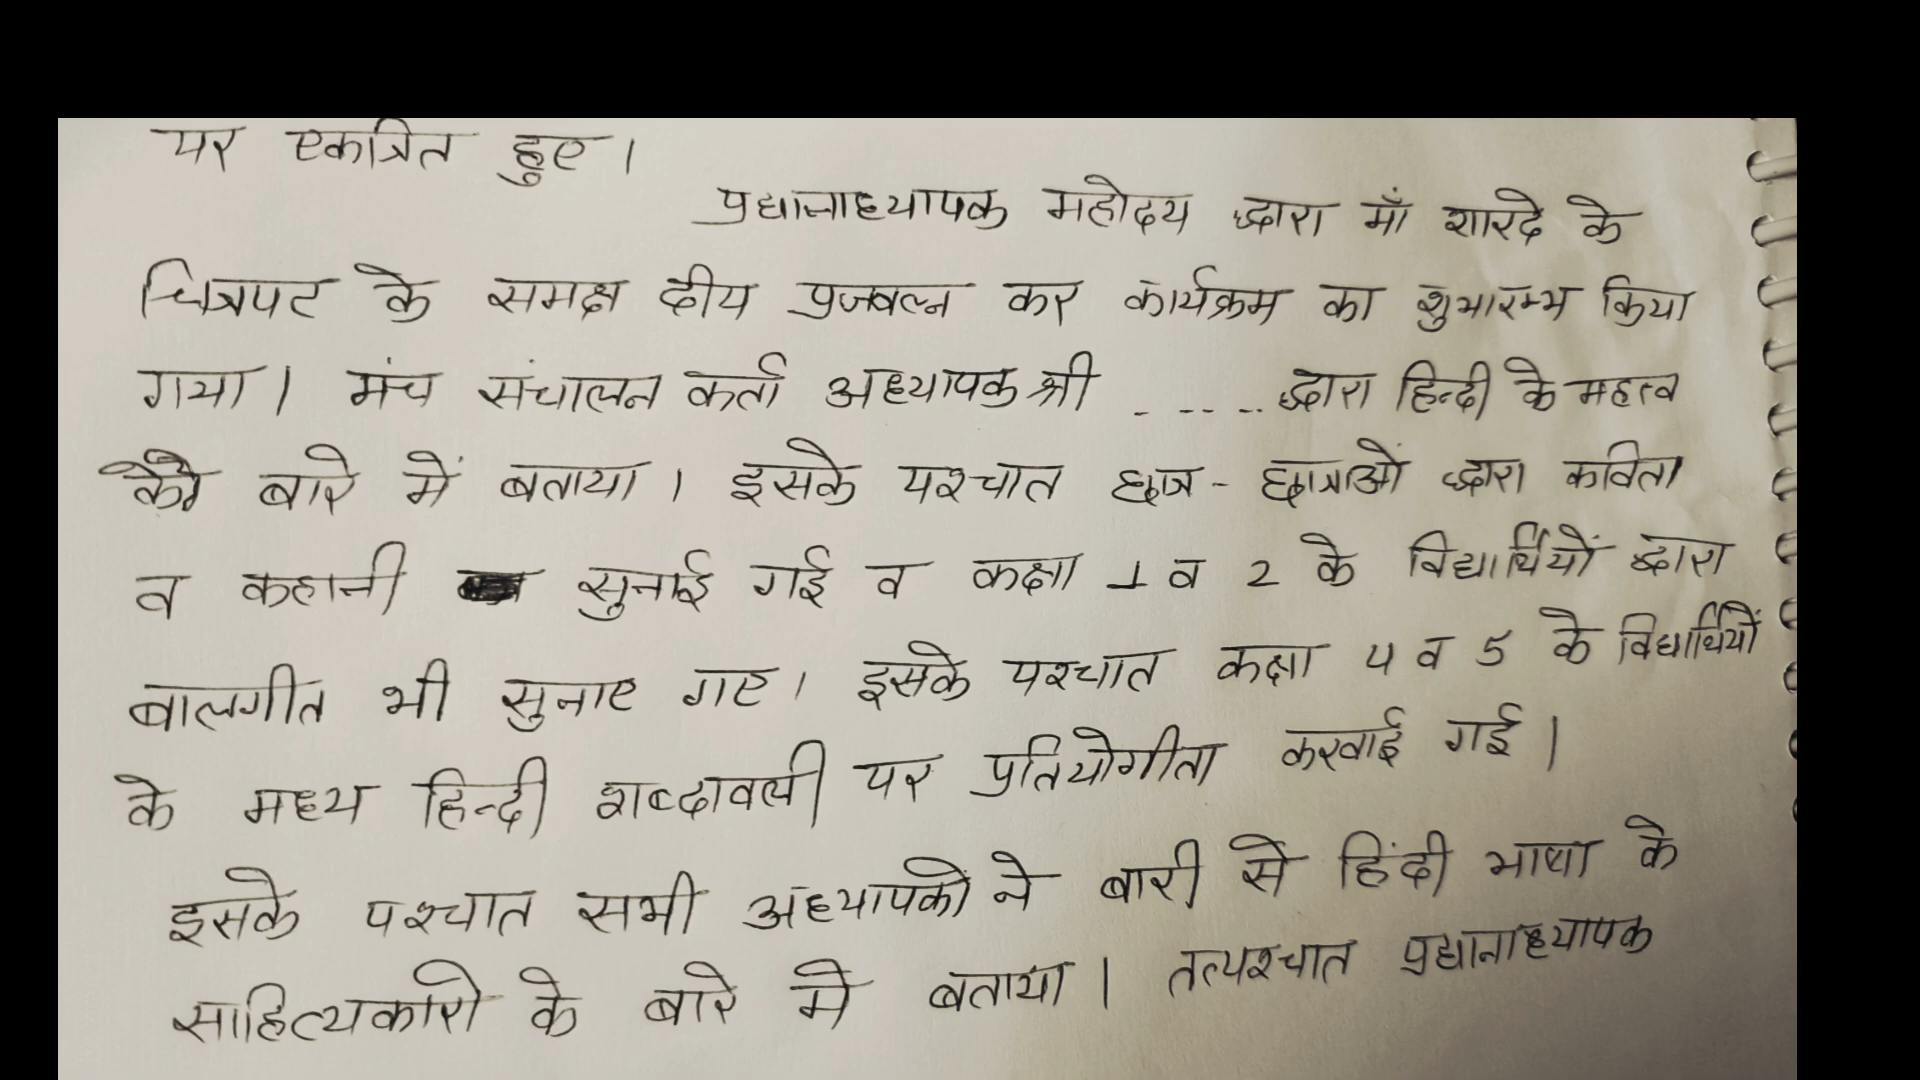 पर एकत्रित हुए।
प्रधानाध्यापक महोदय द्वारा माँ शारदे के
चित्रपट के समक्ष दीप प्रज्वलन कर कार्यक्रम का शुभारम्भ किया
गया। मंच संचालन कर्ता अध्यापक श्री ..... द्वारा हिन्दी के महत्व
के बारे में बताया। इसके पश्चात छात्र - छात्राओं द्वारा कविता
व कहानी सुनाई गई व कक्षा 1 व 2 के विद्यार्थियों द्वारा
बालगीत भी सुनाए गए। इसके पश्चात कक्षा 4 व 5 के विद्यार्थियों
के मध्य हिन्दी शब्दावली पर प्रतियोगीता करवाई गई।
इसके पश्चात सभी अध्यापकों ने बारी से हिंदी भाषा के
साहित्यकारो के बारे मे बताया। तत्पश्चात प्रधानाध्यापक